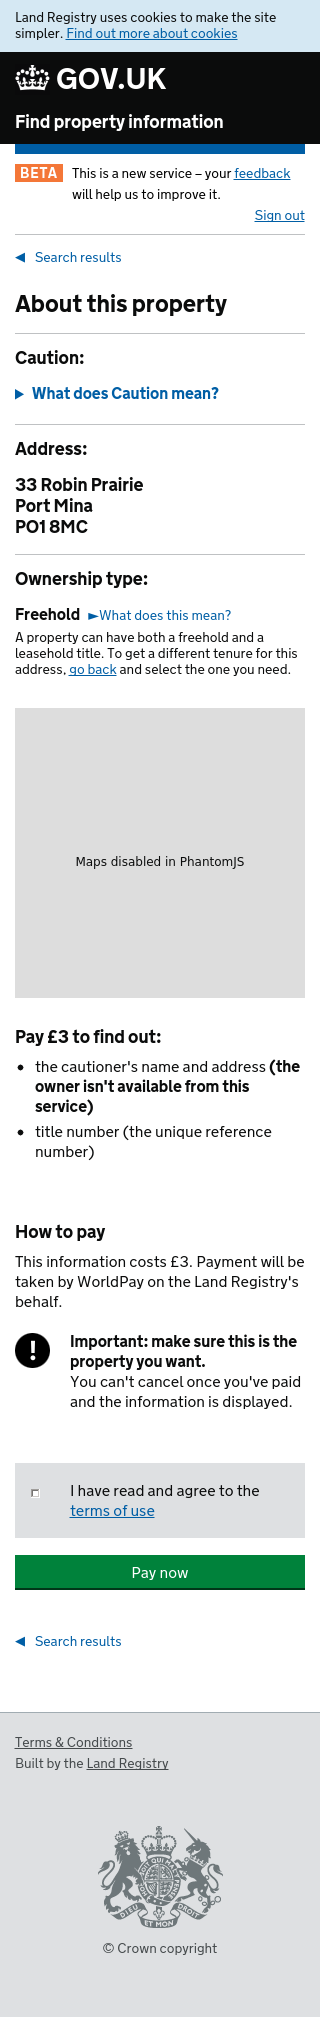 Land Registry uses cookies to make the site
simpler. Find out more about cookies
GOV.UK
Find property information
BETA This is a new service – your feedback
will help us to improve it.
Sign out
◀ Search results
About this property
Caution:
▶ What does Caution mean?
Address:
33 Robin Prairie
Port Mina
PO1 8MC
Ownership type:
Freehold ►What does this mean?
A property can have both a freehold and a
leasehold title. To get a different tenure for this
address, go back and select the one you need.
Maps disabled in PhantomJS
Pay £3 to find out:
• the cautioner's name and address (the
owner isn't available from this
service)
• title number (the unique reference
number)
How to pay
This information costs £3. Payment will be
taken by WorldPay on the Land Registry's
behalf.
! Important: make sure this is the
property you want.
You can't cancel once you've paid
and the information is displayed.
I have read and agree to the
terms of use
Pay now
◀ Search results
Terms & Conditions
Built by the Land Registry
DIEU ET MON DROIT
© Crown copyright